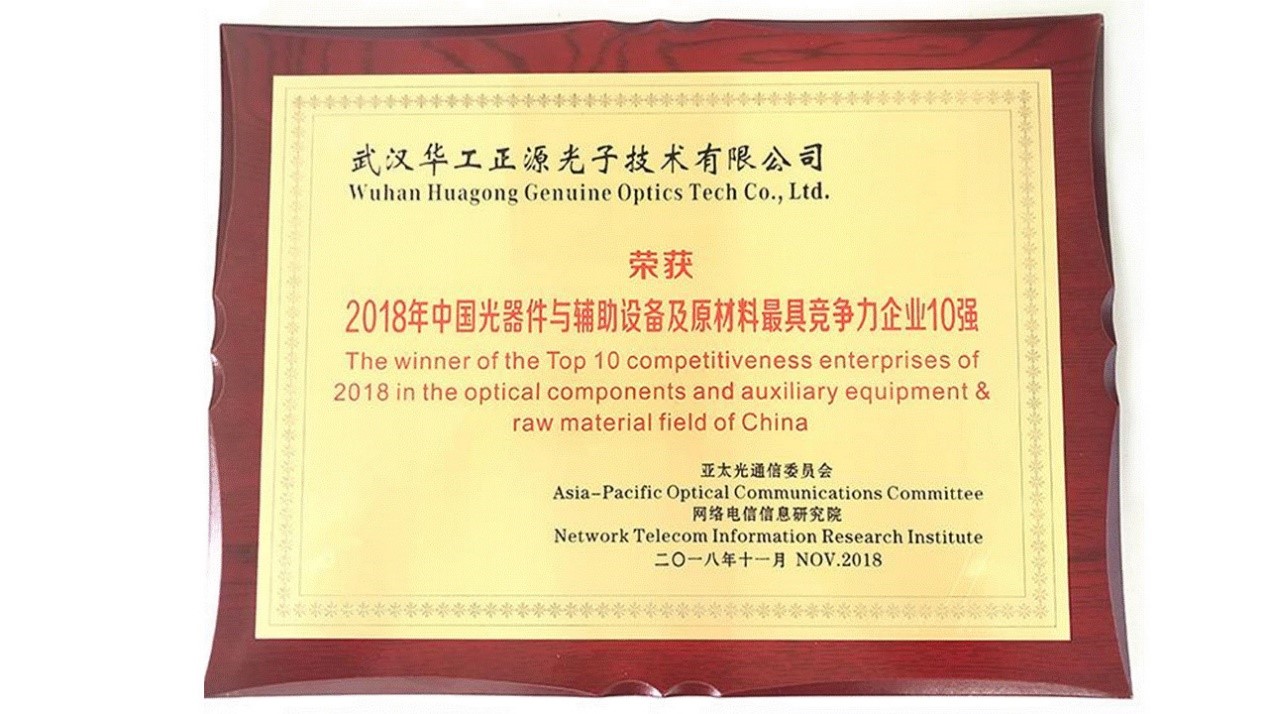 武汉华工正源光子技术有限公司
Wuhan Huagong Genuine Optics Tech Co., Ltd.
荣获
2018年中国光器件与辅助设备及原材料最具竞争力企业10强
The winner of the Top 10 competitiveness enterprises of
2018 in the optical components and auxiliary equipment &
raw material field of China
亚太光通信委员会
Asia-Pacific Optical Communications Committee
网络电信信息研究院
Network Telecom Information Research Institute
二〇一八年十一月 NOV.2018